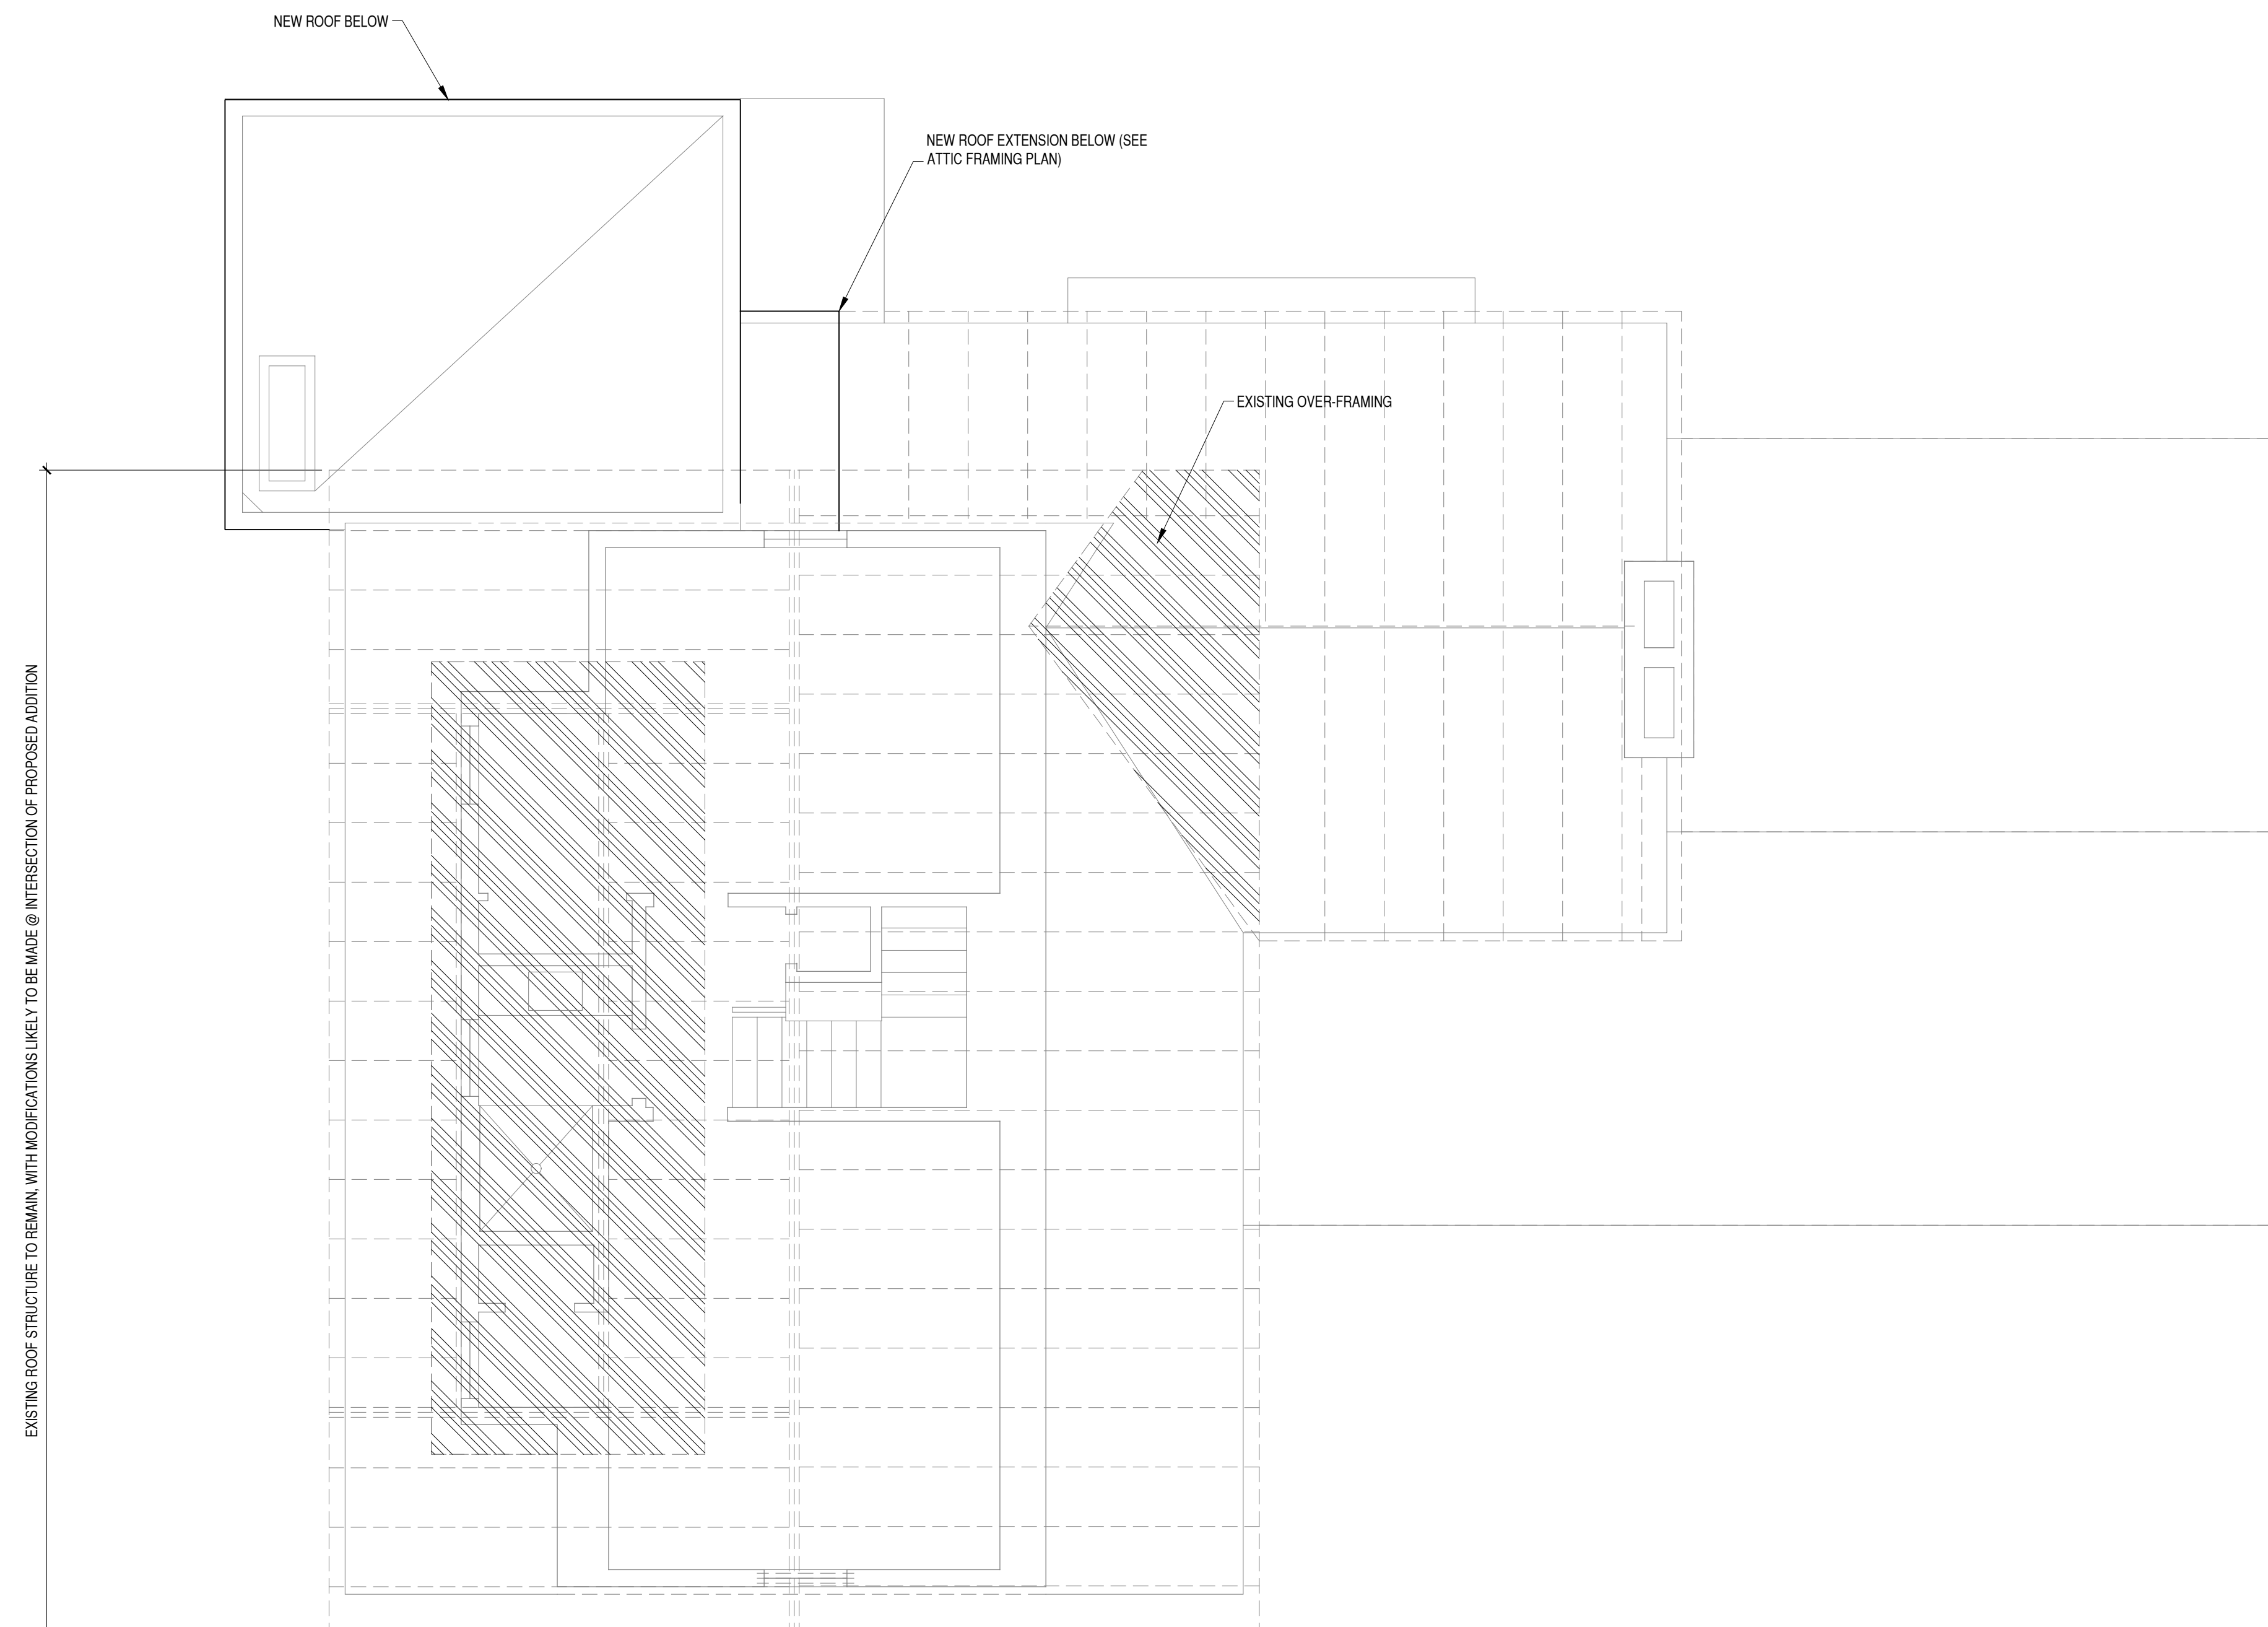 NEW ROOF BELOW
NEW ROOF EXTENSION BELOW (SEE
ATTIC FRAMING PLAN)
EXISTING OVER-FRAMING
EXISTING ROOF STRUCTURE TO REMAIN, WITH MODIFICATIONS LIKELY TO BE MADE @ INTERSECTION OF PROPOSED ADDITION